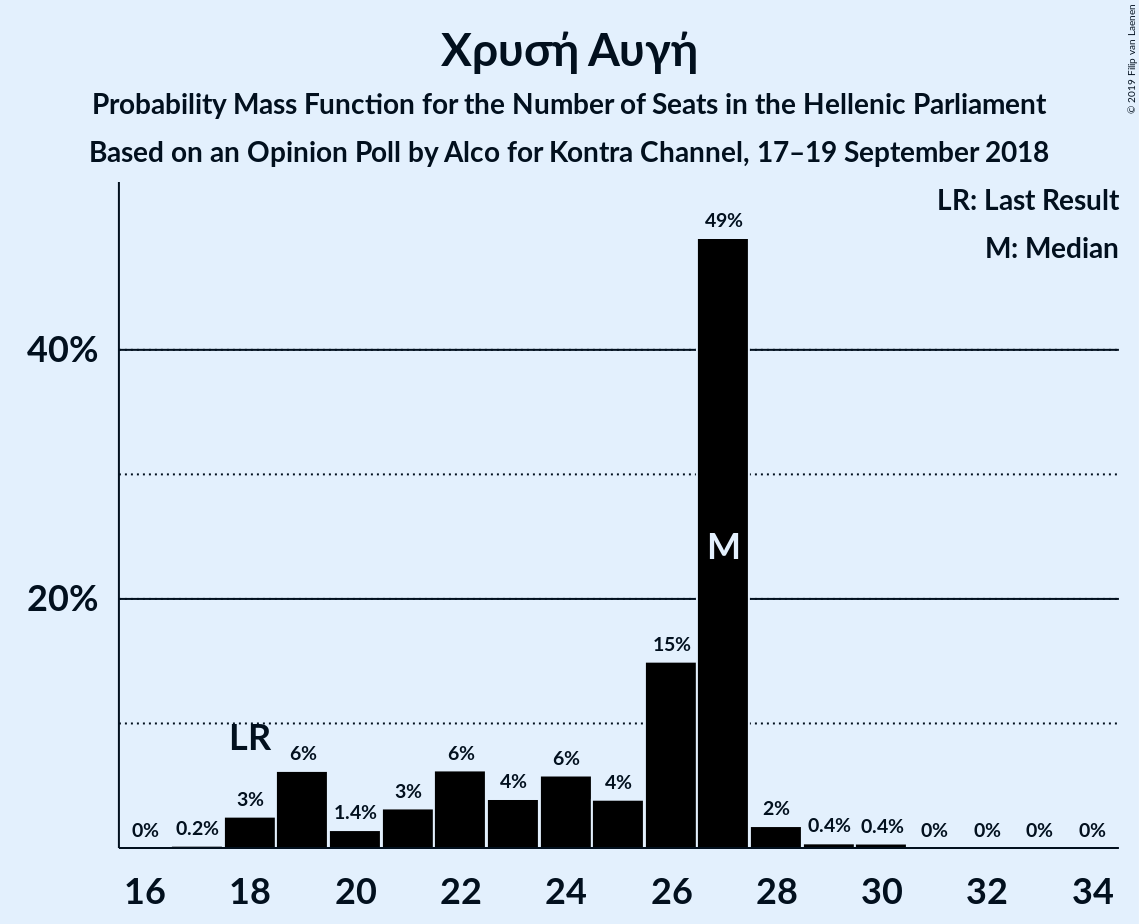 Χρυσή Αυγή
Probability Mass Function for the Number of Seats in the Hellenic Parliament
Based on an Opinion Poll by Alco for Kontra Channel, 17–19 September 2018
© 2019 Filip van Laenen
LR: Last Result
M: Median
40%
20%
0%
0.2%
3%
6%
1.4%
3%
6%
4%
6%
4%
15%
49%
2%
0.4%
0.4%
0%
0%
0%
0%
LR
M
16 18 20 22 24 26 28 30 32 34